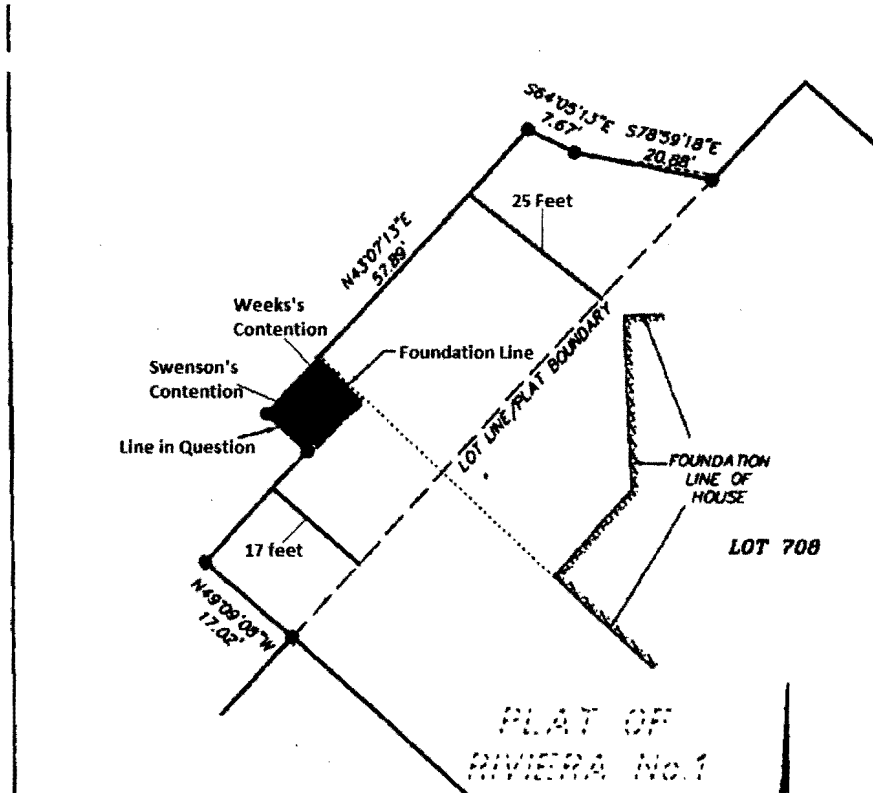 S64°05'13"E
7.67'
S78°59'18"E
20.88'
25 Feet
N43°07'13"E
57.89'
Weeks's
Contention
Foundation Line
Swenson's
Contention
Line in Question
LOT LINE/PLAT BOUNDARY
FOUNDATION
LINE OF
HOUSE
LOT 708
17 feet
N49°09'08"W
17.02'
PLAT OF
RIVIERA No.1